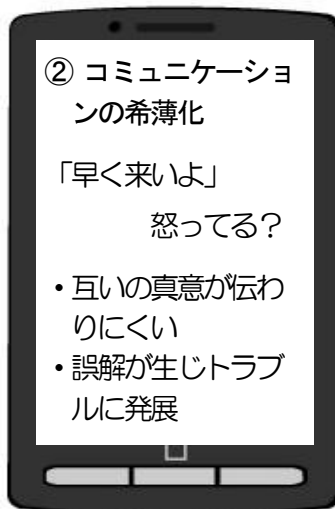 ② コミュニケーショ
ンの希薄化
「早く来いよ」
怒ってる？
・互いの真意が伝わ
りにくい
・誤解が生じトラブ
ルに発展